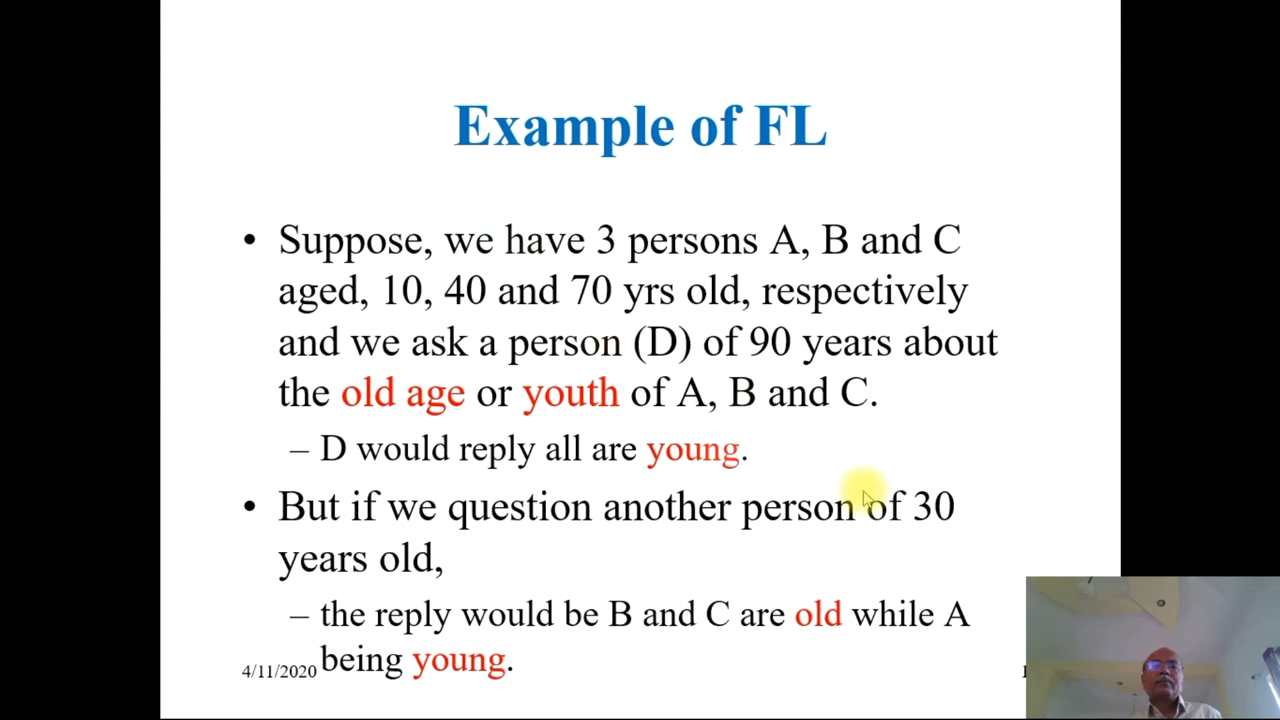 Example of FL
• Suppose, we have 3 persons A, B and C
aged, 10, 40 and 70 yrs old, respectively
and we ask a person (D) of 90 years about
the old age or youth of A, B and C.
– D would reply all are young.
• But if we question another person of 30
years old,
– the reply would be B and C are old while A
being young.
4/11/2020